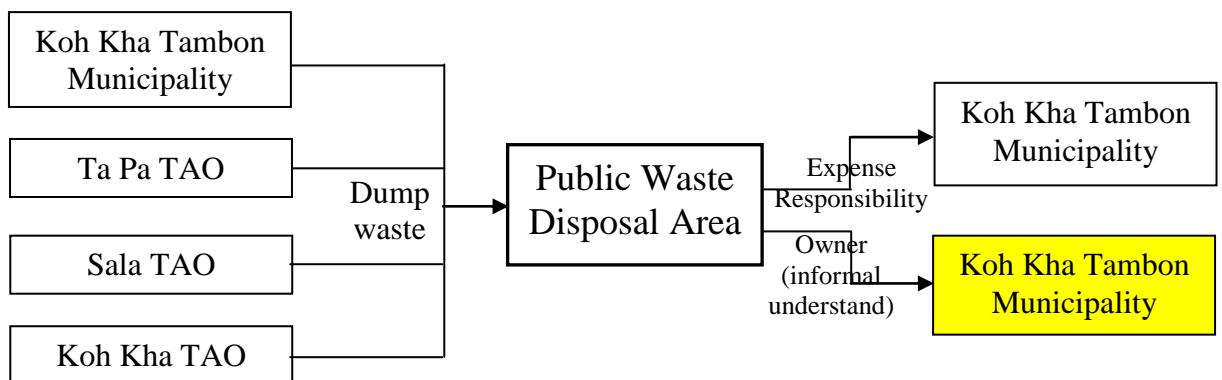 Koh Kha Tambon
Municipality
Ta Pa TAO
Sala TAO
Koh Kha TAO
Dump
waste
Public Waste
Disposal Area
Expense
Responsibility
Owner
(informal
understand)
Koh Kha Tambon
Municipality
Koh Kha Tambon
Municipality